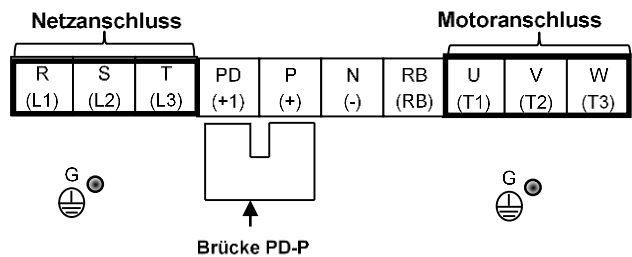 Netzanschluss Motoranschluss
R S T PD P N RB U V W
(L1) (L2) (L3) (+1) (+) (-) (RB) (T1) (T2) (T3)
G G
Brücke PD-P